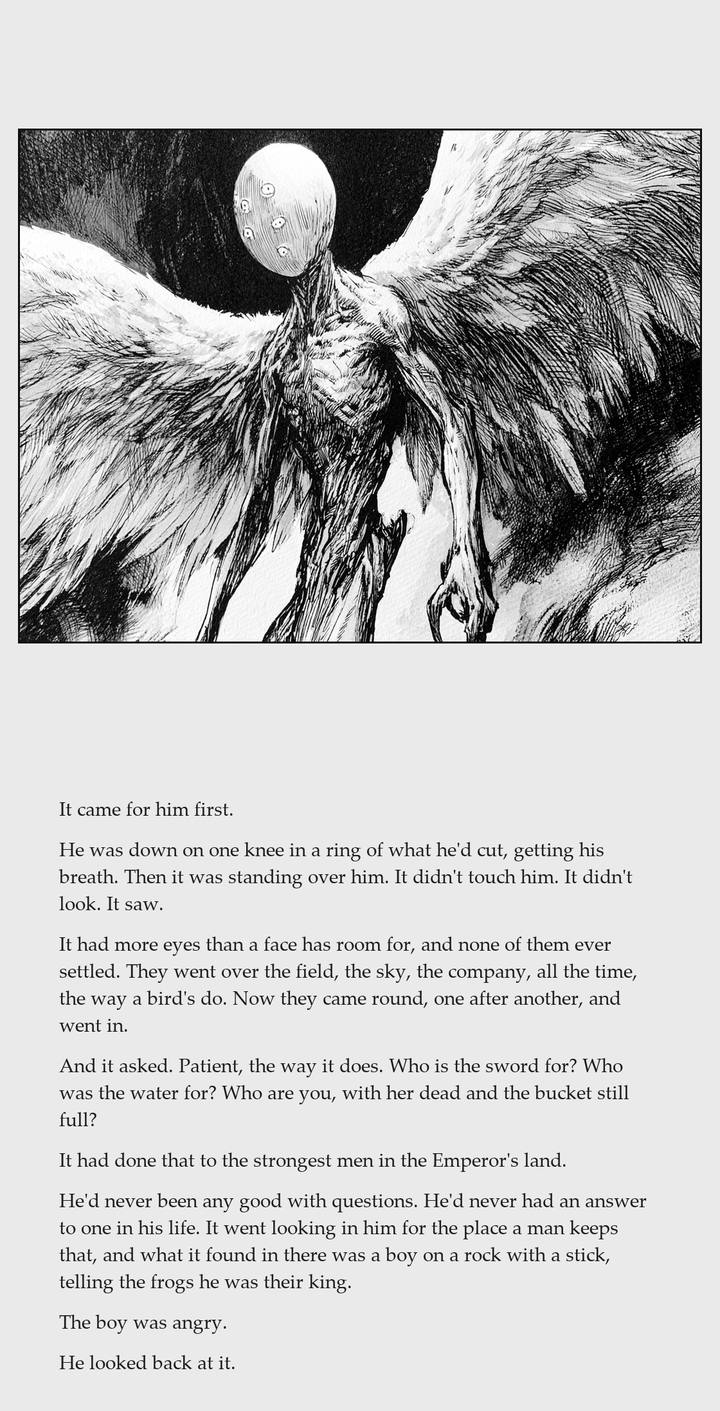 It came for him first.
He was down on one knee in a ring of what he'd cut, getting his
breath. Then it was standing over him. It didn't touch him. It didn't
look. It saw.
It had more eyes than a face has room for, and none of them ever
settled. They went over the field, the sky, the company, all the time,
the way a bird's do. Now they came round, one after another, and
went in.
And it asked. Patient, the way it does. Who is the sword for? Who
was the water for? Who are you, with her dead and the bucket still
full?
It had done that to the strongest men in the Emperor's land.
He'd never been any good with questions. He'd never had an answer
to one in his life. It went looking in him for the place a man keeps
that, and what it found in there was a boy on a rock with a stick,
telling the frogs he was their king.
The boy was angry.
He looked back at it.